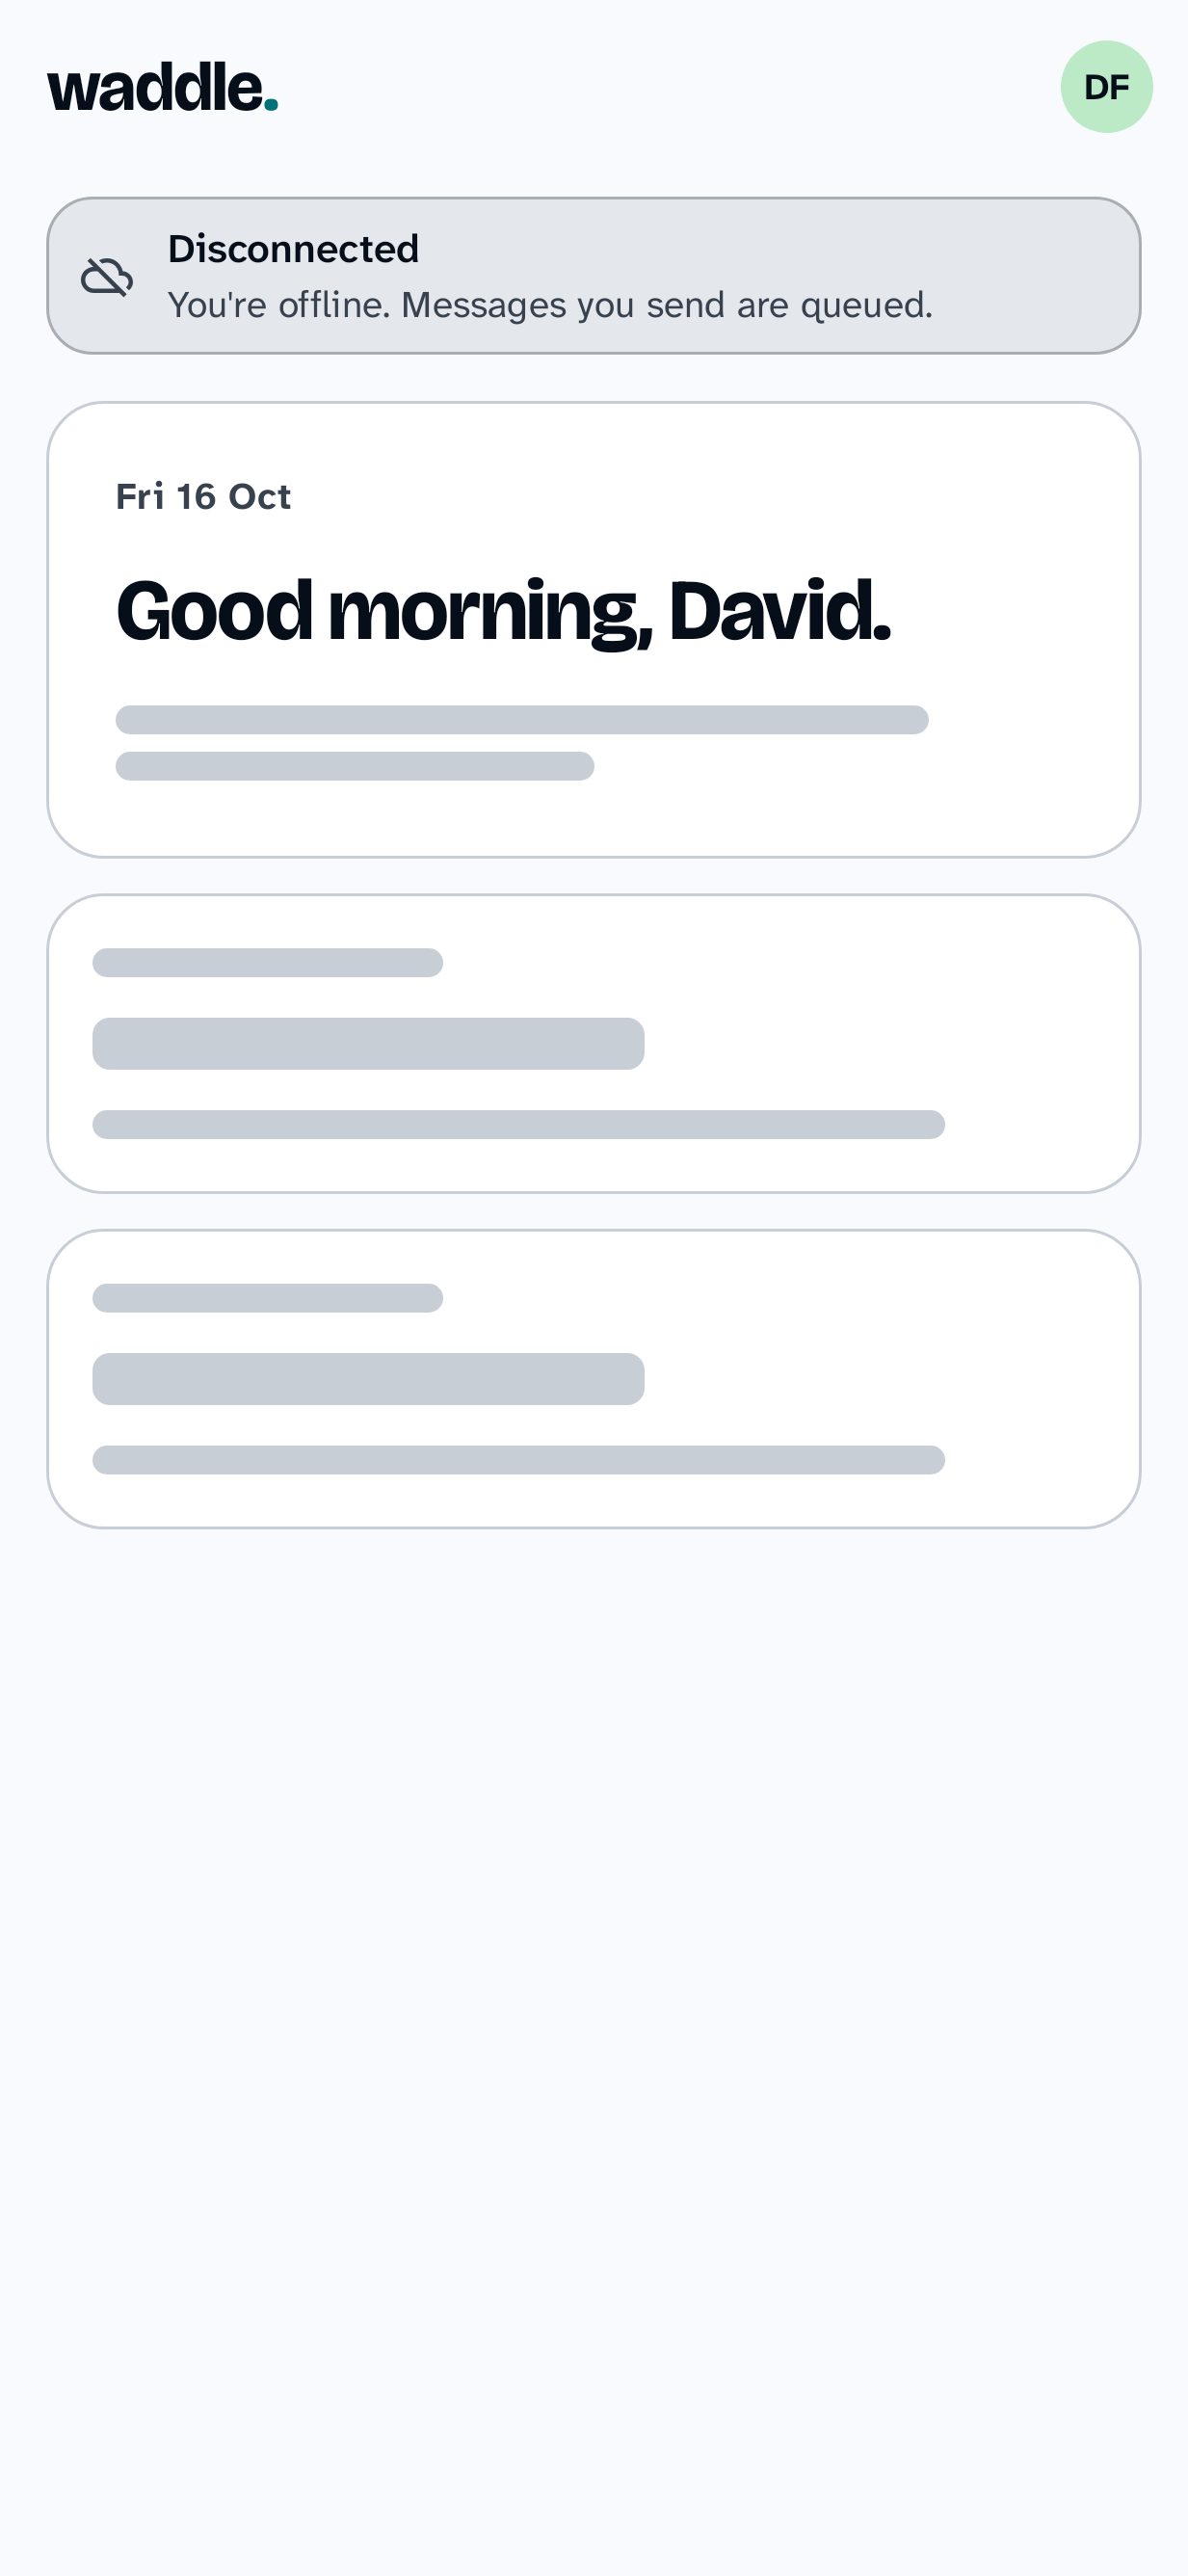 waddle.
DF
Disconnected
You're offline. Messages you send are queued.
Fri 16 Oct
Good morning, David.